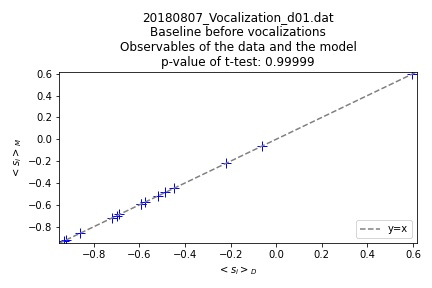 20180807_Vocalization_d01.dat
Baseline before vocalizations
Observables of the data and the model
p-value of t-test: 0.99999
0.6
0.4
0.2
0.0
−0.2
−0.4
−0.6
−0.8
< s_i >_M
y=x
−0.8 −0.6 −0.4 −0.2 0.0 0.2 0.4 0.6
< s_i >_D